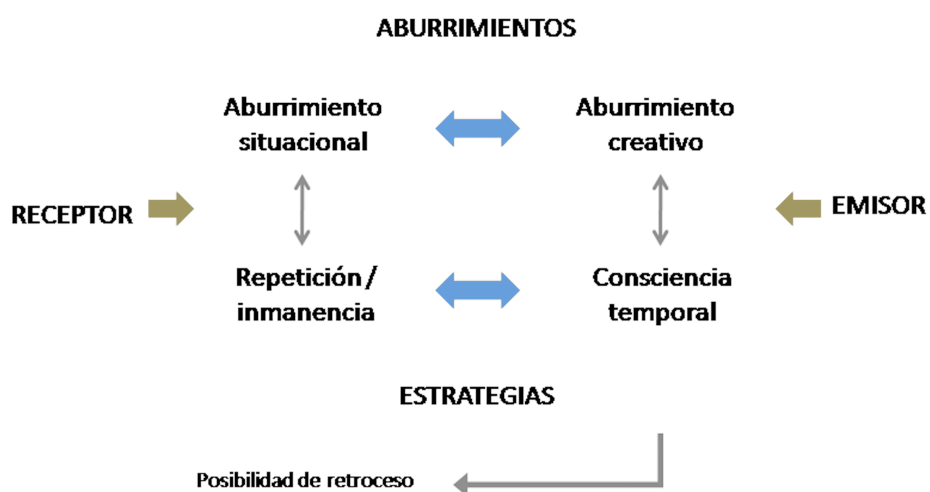 ABURRIMIENTOS
Aburrimiento
situacional
Aburrimiento
creativo
RECEPTOR
EMISOR
Repetición /
inmanencia
Consciencia
temporal
ESTRATEGIAS
Posibilidad de retroceso